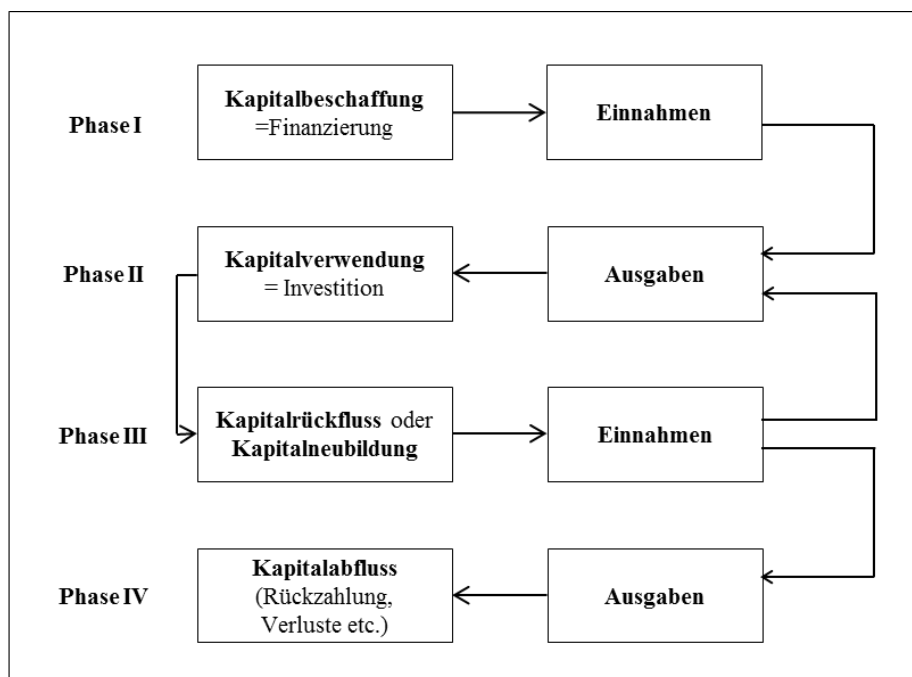 Phase I
Kapitalbeschaffung
=Finanzierung
Einnahmen
Phase II
Kapitalverwendung
= Investition
Ausgaben
Phase III
Kapitalrückfluss oder
Kapitalneubildung
Einnahmen
Phase IV
Kapitalabfluss
(Rückzahlung,
Verluste etc.)
Ausgaben